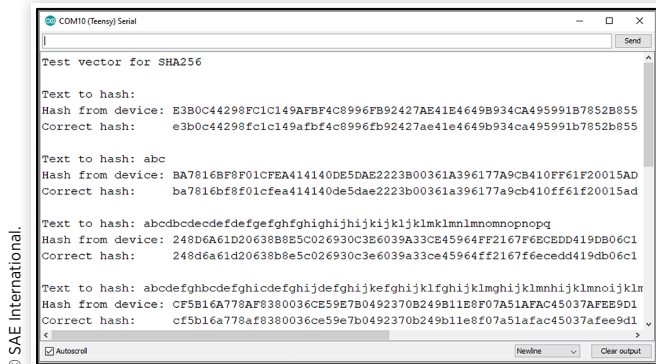 COM10 (Teensy) Serial
Send
Test vector for SHA256
Text to hash:
Hash from device: E3B0C44298FC1C149AFBF4C8996FB92427AE41E4649B934CA495991B7852B855
Correct hash: e3b0c44298fc1c149afbf4c8996fb92427ae41e4649b934ca495991b7852b855
Text to hash: abc
Hash from device: BA7816BF8F01CFEA414140DE5DAE2223B00361A396177A9CB410FF61F20015AD
Correct hash: ba7816bf8f01cfea414140de5dae2223b00361a396177a9cb410ff61f20015ad
Text to hash: abcdbcdecdefdefgefghfghighijhijkijkljklmklmnlmnomnopnopq
Hash from device: 248D6A61D20638B8E5C026930C3E6039A33CE45964FF2167F6ECEDD419DB06C1
Correct hash: 248d6a61d20638b8e5c026930c3e6039a33ce45964ff2167f6ecedd419db06c1
Text to hash: abcdefghbcdefghicdefghijdefghijkefghijklfghijklmghijklmnhijklmnoijklm
Hash from device: CF5B16A778AF8380036CE59E7B0492370B249B11E8F07A51AFAC45037AFEE9D1
Correct hash: cf5b16a778af8380036ce59e7b0492370b249b11e8f07a51afac45037afee9d1
Autoscroll
Newline
Clear output
© SAE International.